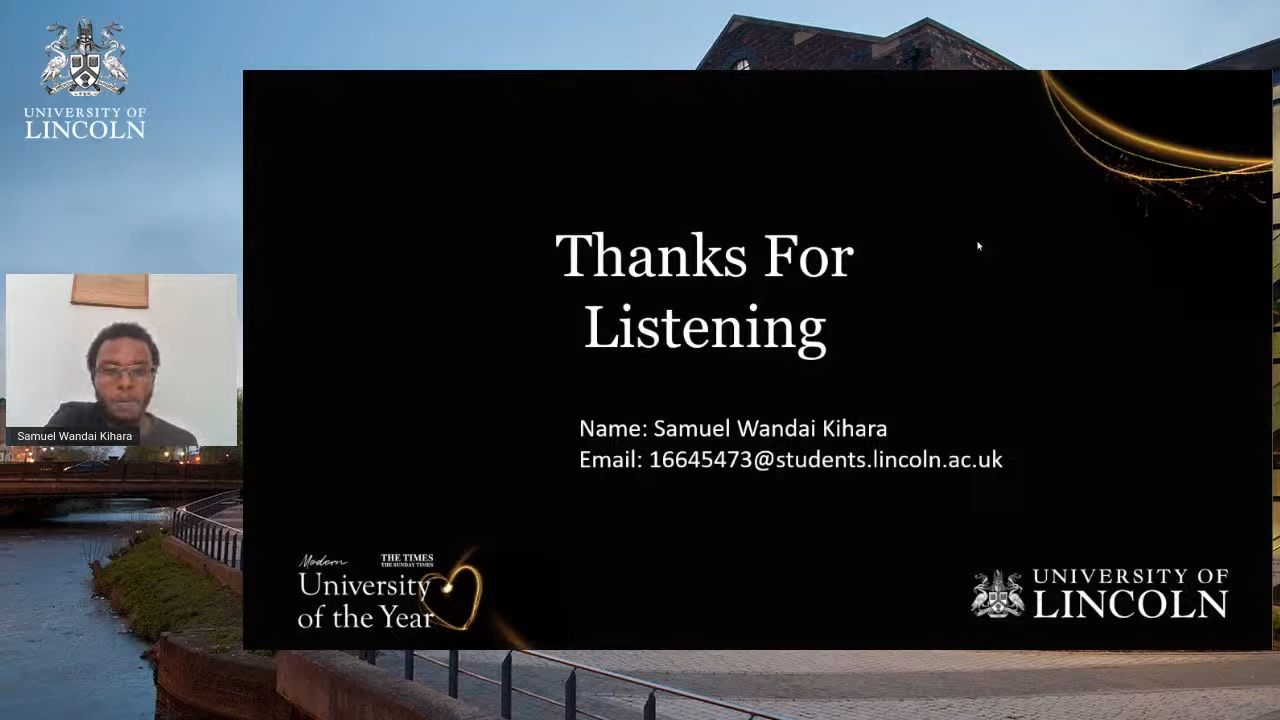 UNIVERSITY OF
LINCOLN
Thanks For
Listening
Name: Samuel Wandai Kihara
Email: 16645473@students.lincoln.ac.uk
Samuel Wandai Kihara
Modern
THE TIMES
THE SUNDAY TIMES
University
of the Year
UNIVERSITY OF
LINCOLN